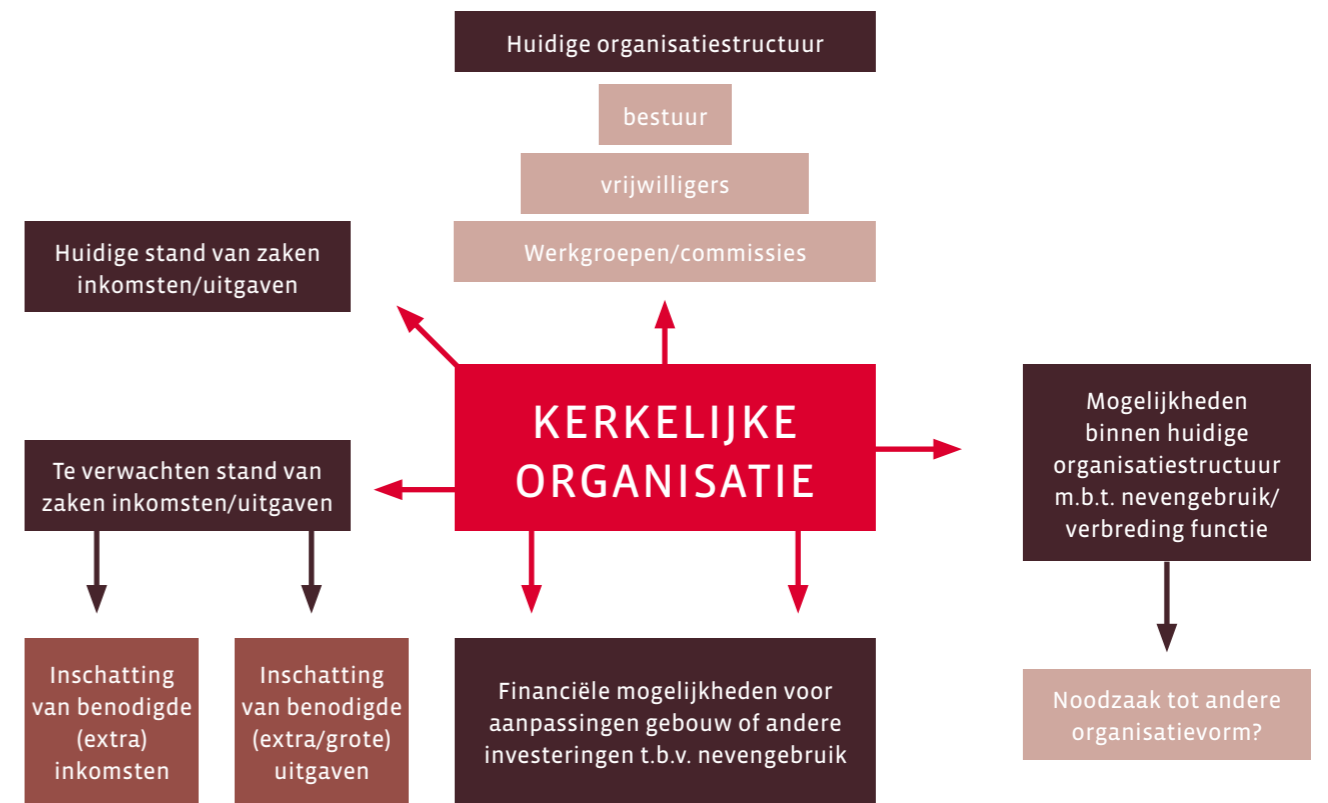 Huidige organisatiestructuur
bestuur
vrijwilligers
Werkgroepen/commissies
Huidige stand van zaken
inkomsten/uitgaven
KERKELIJKE
ORGANISATIE
Te verwachten stand van
zaken inkomsten/uitgaven
Mogelijkheden
binnen huidige
organisatiestructuur
m.b.t. nevengebruik/
verbreding functie
Inschatting
van benodigde
(extra)
inkomsten
Inschatting
van benodigde
(extra/grote)
uitgaven
Financiële mogelijkheden voor
aanpassingen gebouw of andere
investeringen t.b.v. nevengebruik
Noodzaak tot andere
organisatievorm?